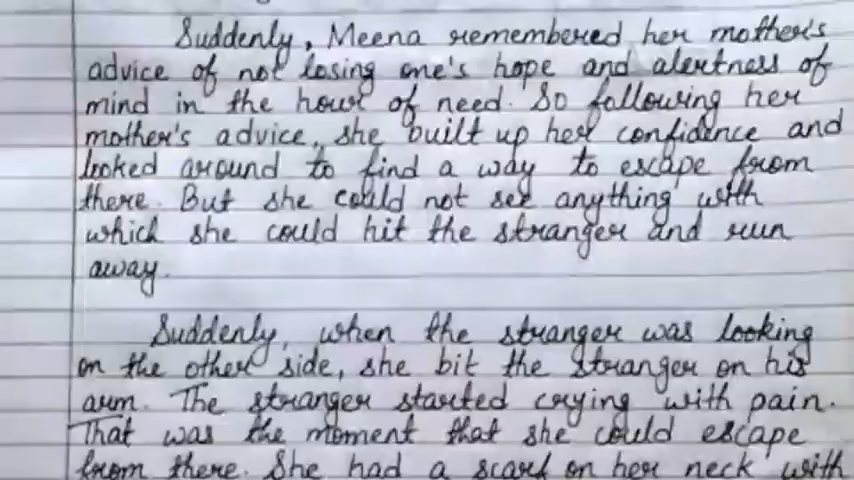 Suddenly, Meena remembered her mother's
advice of not losing one's hope and alertness of
mind in the hour of need. So following her
mother's advice, she built up her confidence and
looked around to find a way to escape from
there. But she could not see anything with
which she could hit the stranger and run
away.
Suddenly, when the stranger was looking
on the other side, she bit the stranger on his
arm. The stranger started crying with pain.
That was the moment that she could escape
from there. She had a scarf on her neck with